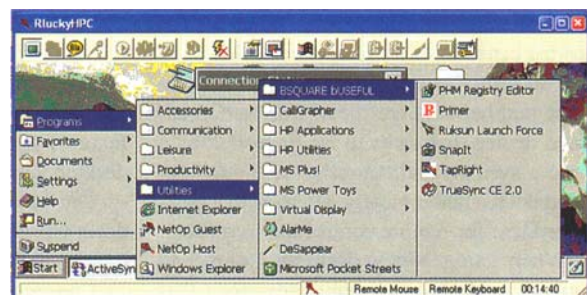 RluckyHPC
Connection Status
Programs
Favorites
Documents
Settings
Help
Run...
Suspend
Start
ActiveSyn
Accessories
Communication
Leisure
Productivity
Utilities
Internet Explorer
NetOp Guest
NetOp Host
Windows Explorer
BSQUARE bUSEFUL
CalliGrapher
HP Applications
HP Utilities
MS Plus!
MS Power Toys
Virtual Display
AlarMe
DeSappear
Microsoft Pocket Streets
PHM Registry Editor
Primer
Ruksun Launch Force
SnapIt
TapRight
TrueSync CE 2.0
Remote Mouse
Remote Keyboard
00:14:40